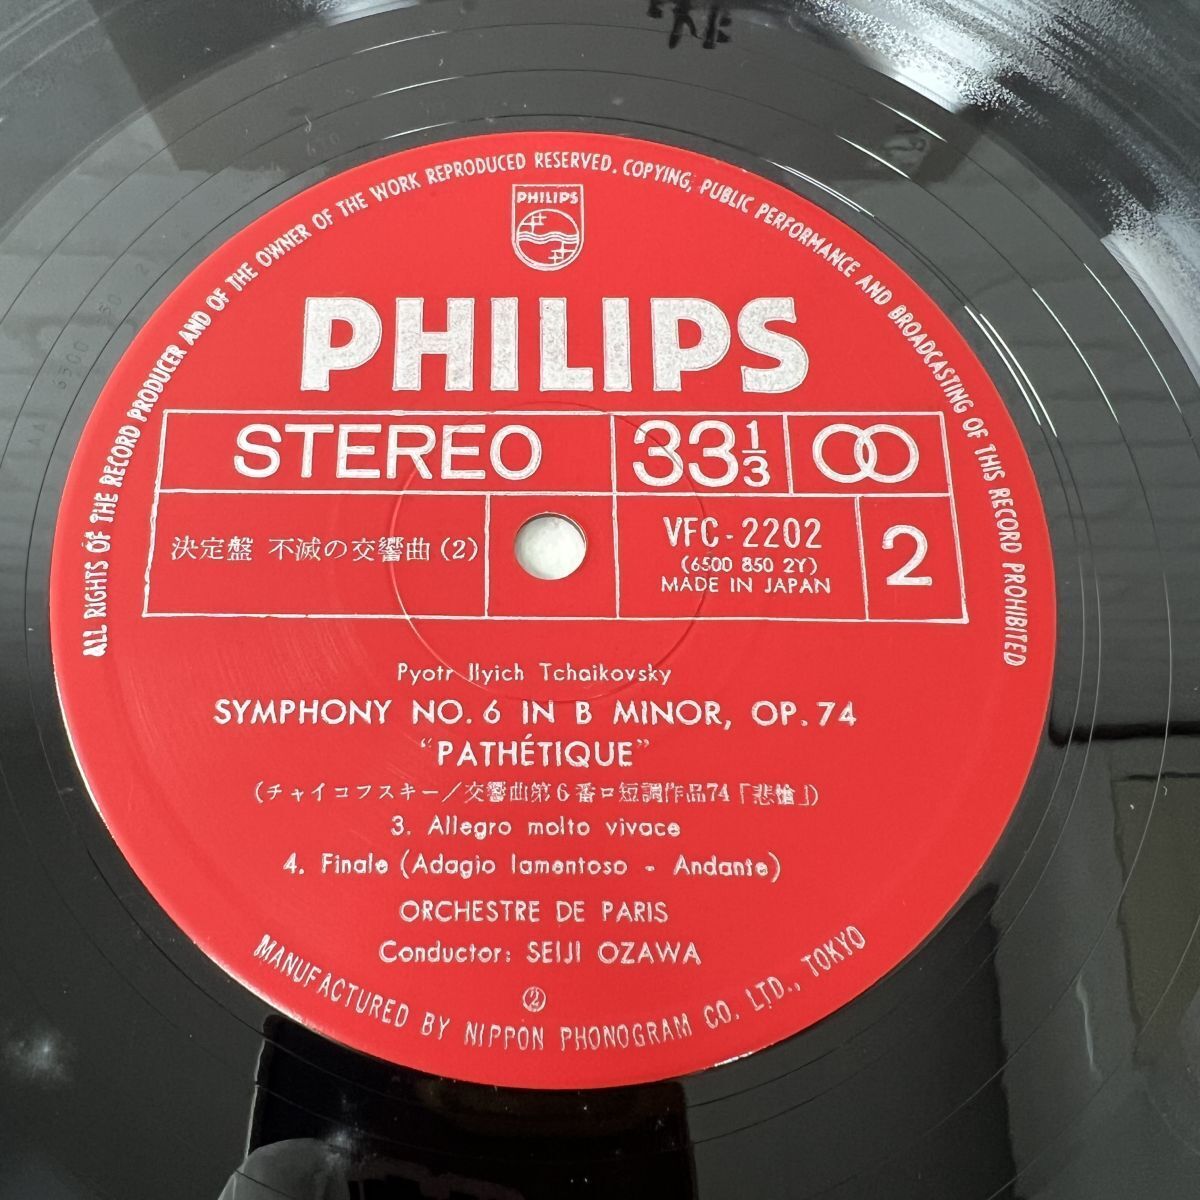 ALL RIGHTS OF THE RECORD PRODUCER AND OF THE OWNER OF THE WORK REPRODUCED RESERVED. COPYING, PUBLIC PERFORMANCE AND BROADCASTING OF THIS RECORD PROHIBITED
PHILIPS
PHILIPS
STEREO 33 1/3
決定盤 不滅の交響曲(2) VFC-2202 2
(6500 850 2Y)
MADE IN JAPAN
Pyotr Ilyich Tchaikovsky
SYMPHONY NO. 6 IN B MINOR, OP. 74
“PATHÉTIQUE”
(チャイコフスキー/交響曲第6番ロ短調作品74「悲愴」)
3. Allegro molto vivace
4. Finale (Adagio lamentoso - Andante)
ORCHESTRE DE PARIS
Conductor: SEIJI OZAWA
②
MANUFACTURED BY NIPPON PHONOGRAM CO. LTD., TOKYO